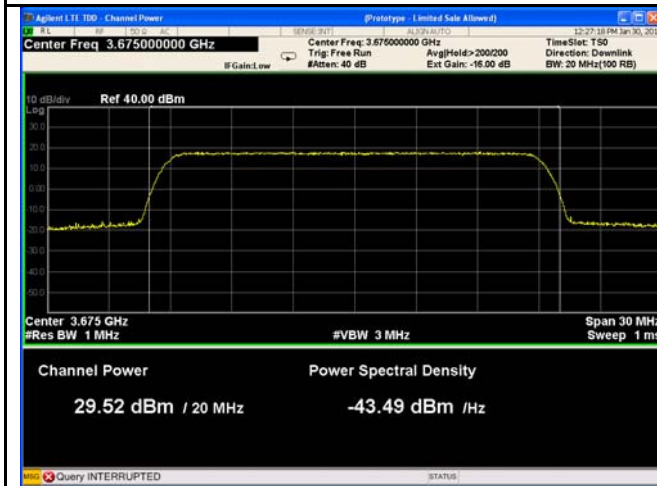 Agilent LTE TDD - Channel Power (Prototype - Limited Sale Allowed)
RL RF 50 Ω AC SENSE:INT ALIGN AUTO 12:27:18 PM Jan 30, 201
Center Freq 3.675000000 GHz Center Freq: 3.675000000 GHz TimeSlot: TS0
Trig: Free Run Avg|Hold:> 200/200 Direction: Downlink
IFGain:Low #Atten: 40 dB Ext Gain: -16.00 dB BW: 20 MHz(100 RB)
10 dB/div Ref 40.00 dBm
Log
30.0
20.0
10.0
0.00
-10.0
-20.0
-30.0
-40.0
-50.0
Center 3.675 GHz Span 30 MHz
#Res BW 1 MHz #VBW 3 MHz Sweep 1 ms
Channel Power Power Spectral Density
29.52 dBm / 20 MHz -43.49 dBm /Hz
MSG Query INTERRUPTED STATUS